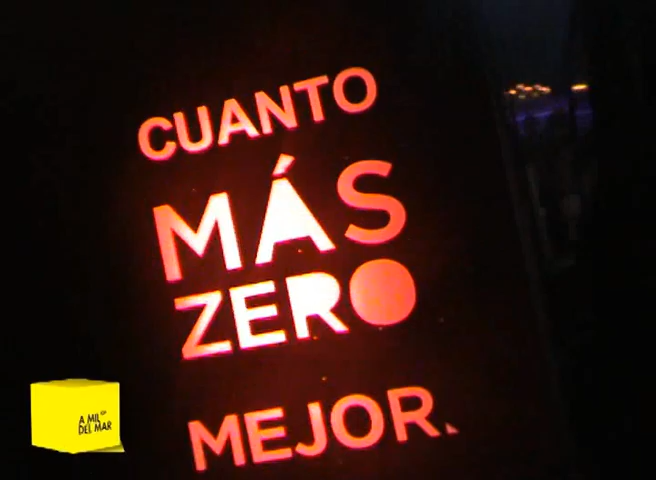 CUANTO
MÁS
ZERO
MEJOR.
A MIL
DEL MAR